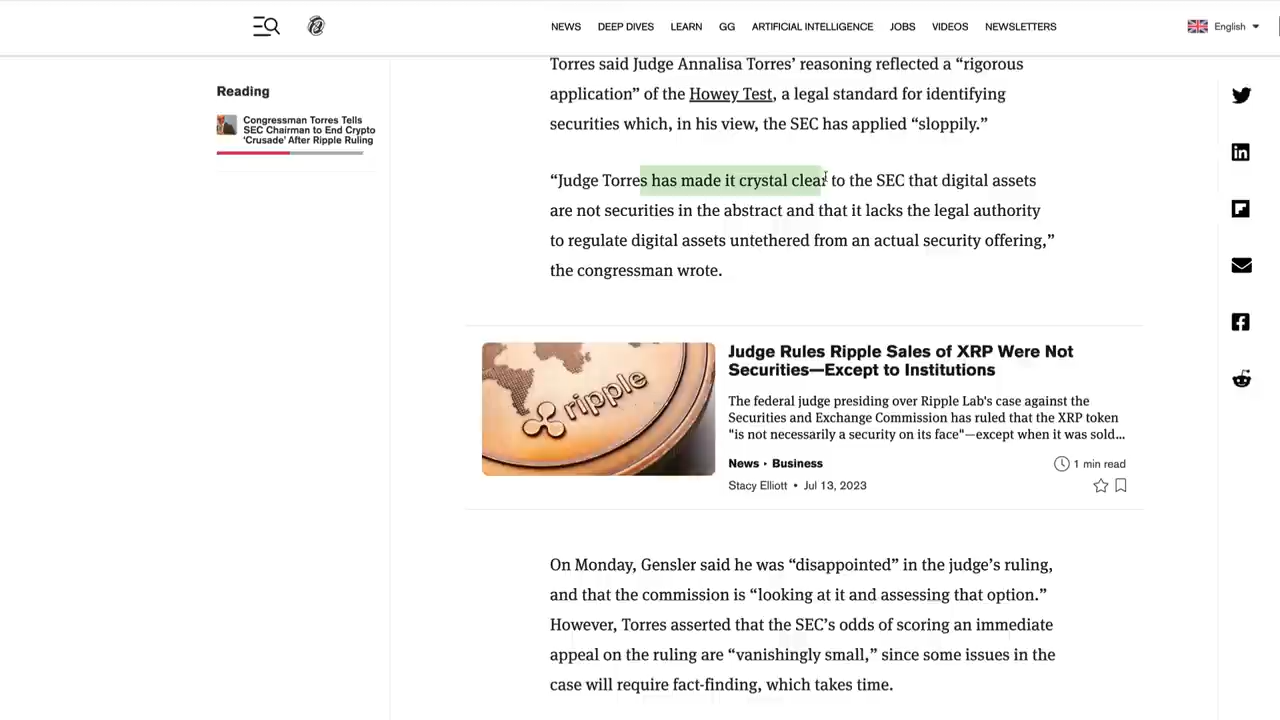 NEWS DEEP DIVES LEARN GG ARTIFICIAL INTELLIGENCE JOBS VIDEOS NEWSLETTERS English
Reading
Congressman Torres Tells
SEC Chairman to End Crypto
‘Crusade’ After Ripple Ruling
Torres said Judge Annalisa Torres’ reasoning reflected a “rigorous
application” of the Howey Test, a legal standard for identifying
securities which, in his view, the SEC has applied “sloppily.”
“Judge Torres has made it crystal clear to the SEC that digital assets
are not securities in the abstract and that it lacks the legal authority
to regulate digital assets untethered from an actual security offering,”
the congressman wrote.
ripple
Judge Rules Ripple Sales of XRP Were Not
Securities—Except to Institutions
The federal judge presiding over Ripple Lab's case against the
Securities and Exchange Commission has ruled that the XRP token
"is not necessarily a security on its face"—except when it was sold...
News • Business
1 min read
Stacy Elliott • Jul 13, 2023
On Monday, Gensler said he was “disappointed” in the judge’s ruling,
and that the commission is “looking at it and assessing that option.”
However, Torres asserted that the SEC’s odds of scoring an immediate
appeal on the ruling are “vanishingly small,” since some issues in the
case will require fact-finding, which takes time.